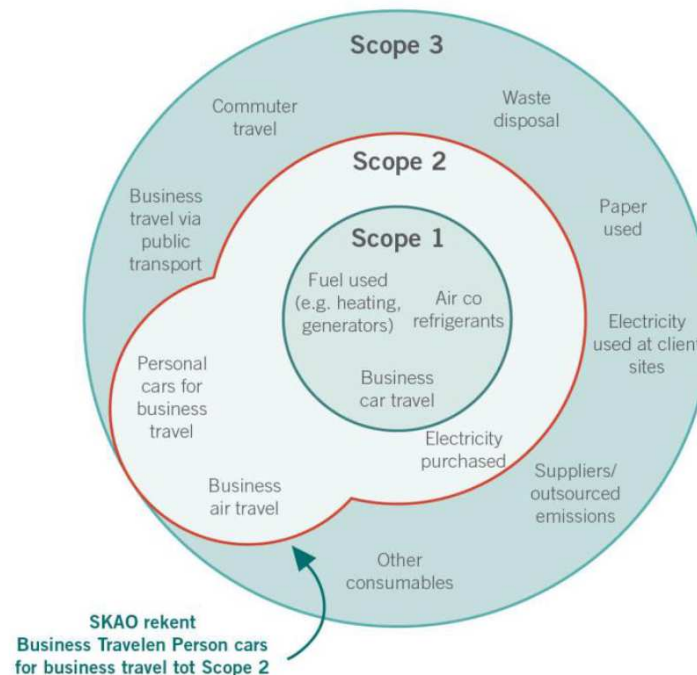 Scope 3
Commuter
travel
Waste
disposal
Scope 2
Business
travel via
public
transport
Paper
used
Scope 1
Fuel used
(e.g. heating,
generators)
Air co
refrigerants
Electricity
used at client
sites
Personal
cars for
business
travel
Business
car travel
Electricity
purchased
Business
air travel
Suppliers/
outsourced
emissions
Other
consumables
SKAO rekent
Business Travelen Person cars
for business travel tot Scope 2